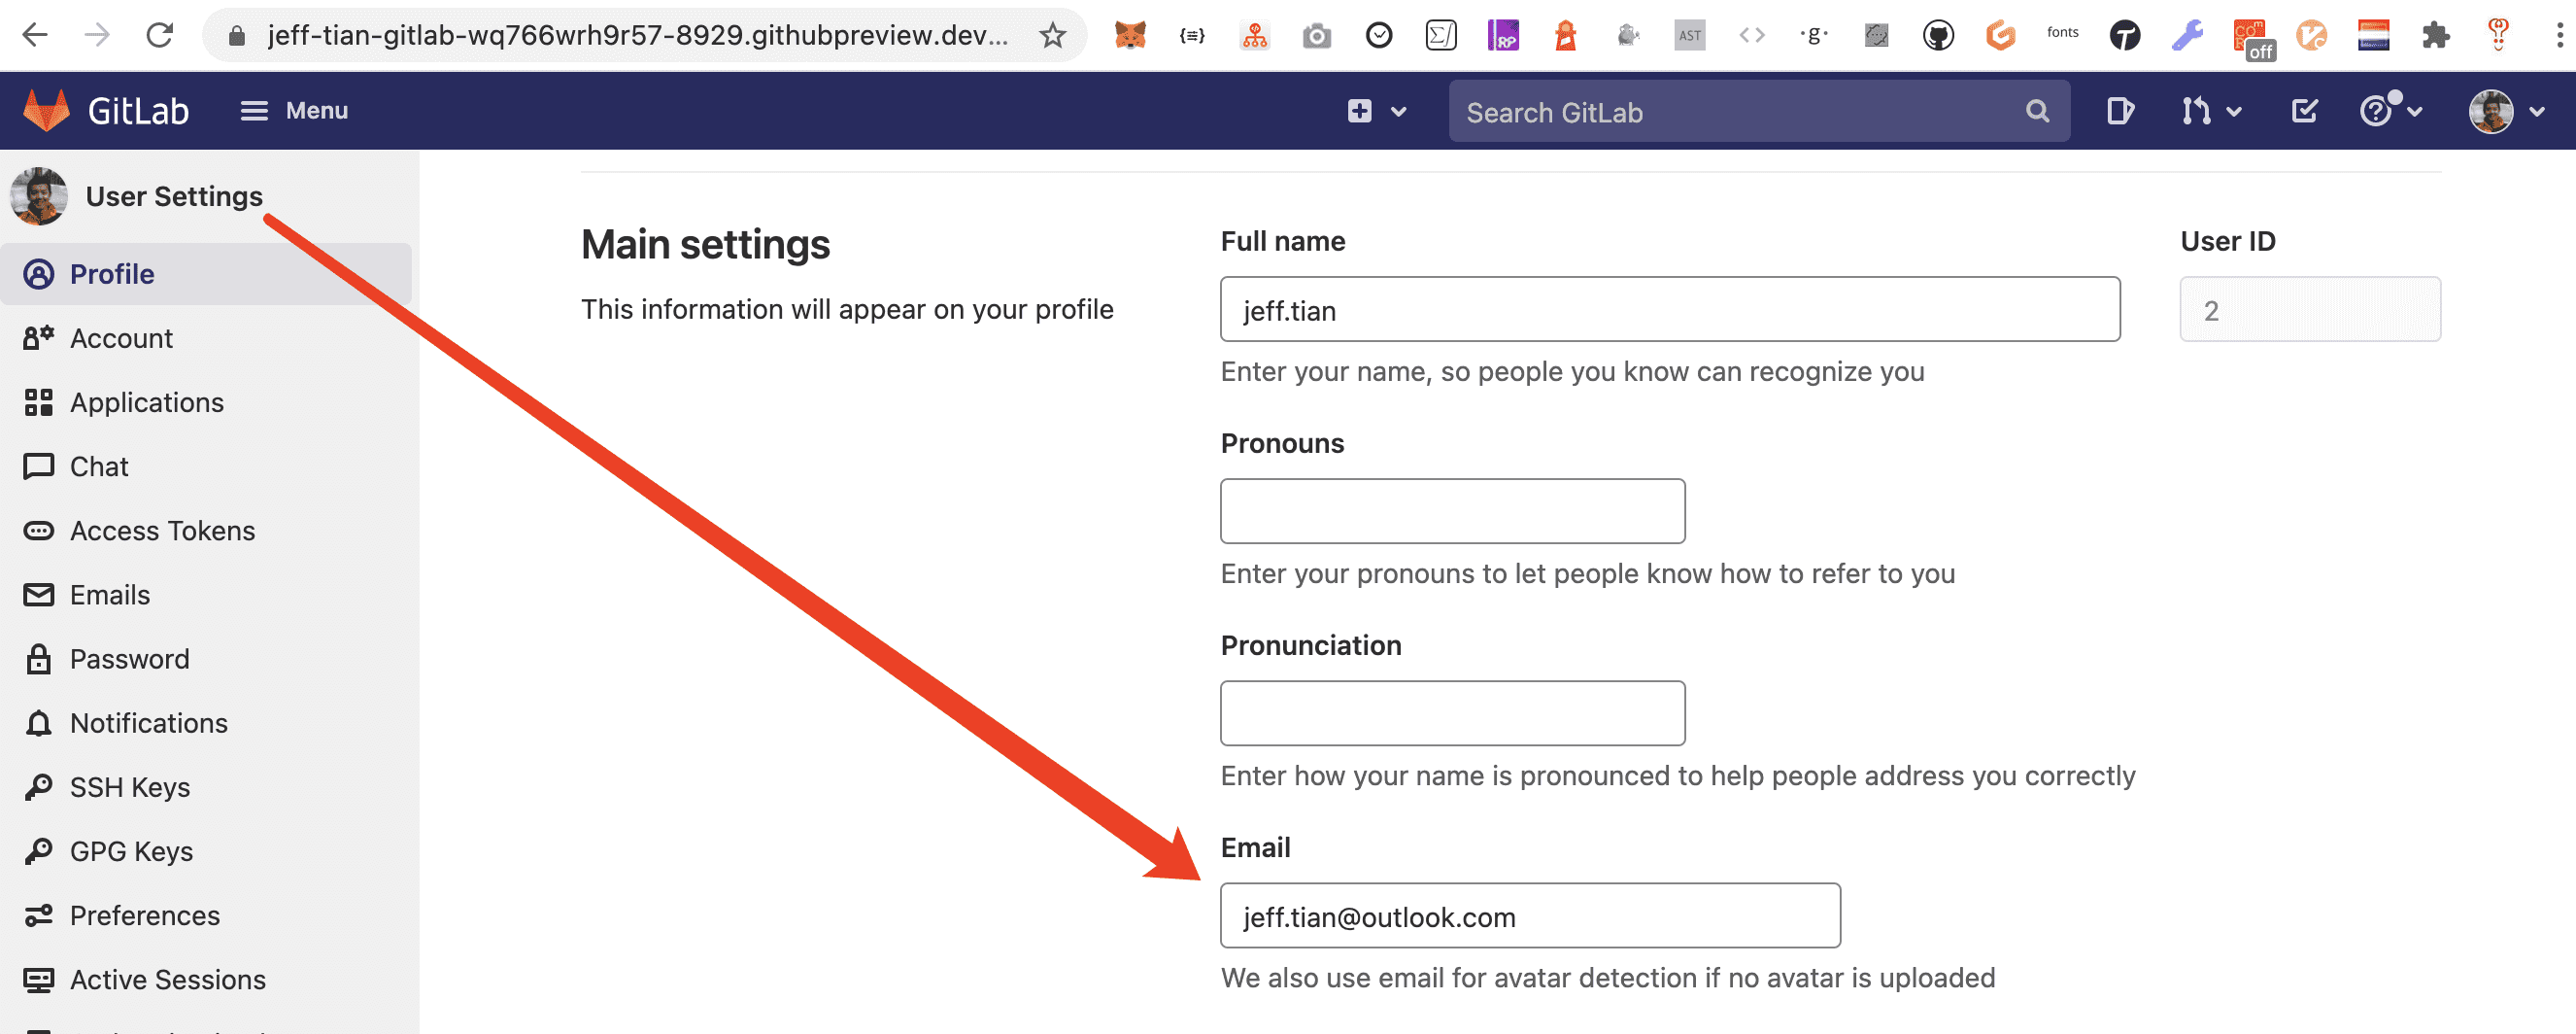 jeff-tian-gitlab-wq766wrh9r57-8929.githubpreview.dev...
{≡}
RP
AST
< >
·g·
fonts
off
GitLab
Menu
Search GitLab
User Settings
Profile
Account
Applications
Chat
Access Tokens
Emails
Password
Notifications
SSH Keys
GPG Keys
Preferences
Active Sessions
Main settings
This information will appear on your profile
Full name
jeff.tian
Enter your name, so people you know can recognize you
User ID
2
Pronouns
Enter your pronouns to let people know how to refer to you
Pronunciation
Enter how your name is pronounced to help people address you correctly
Email
jeff.tian@outlook.com
We also use email for avatar detection if no avatar is uploaded